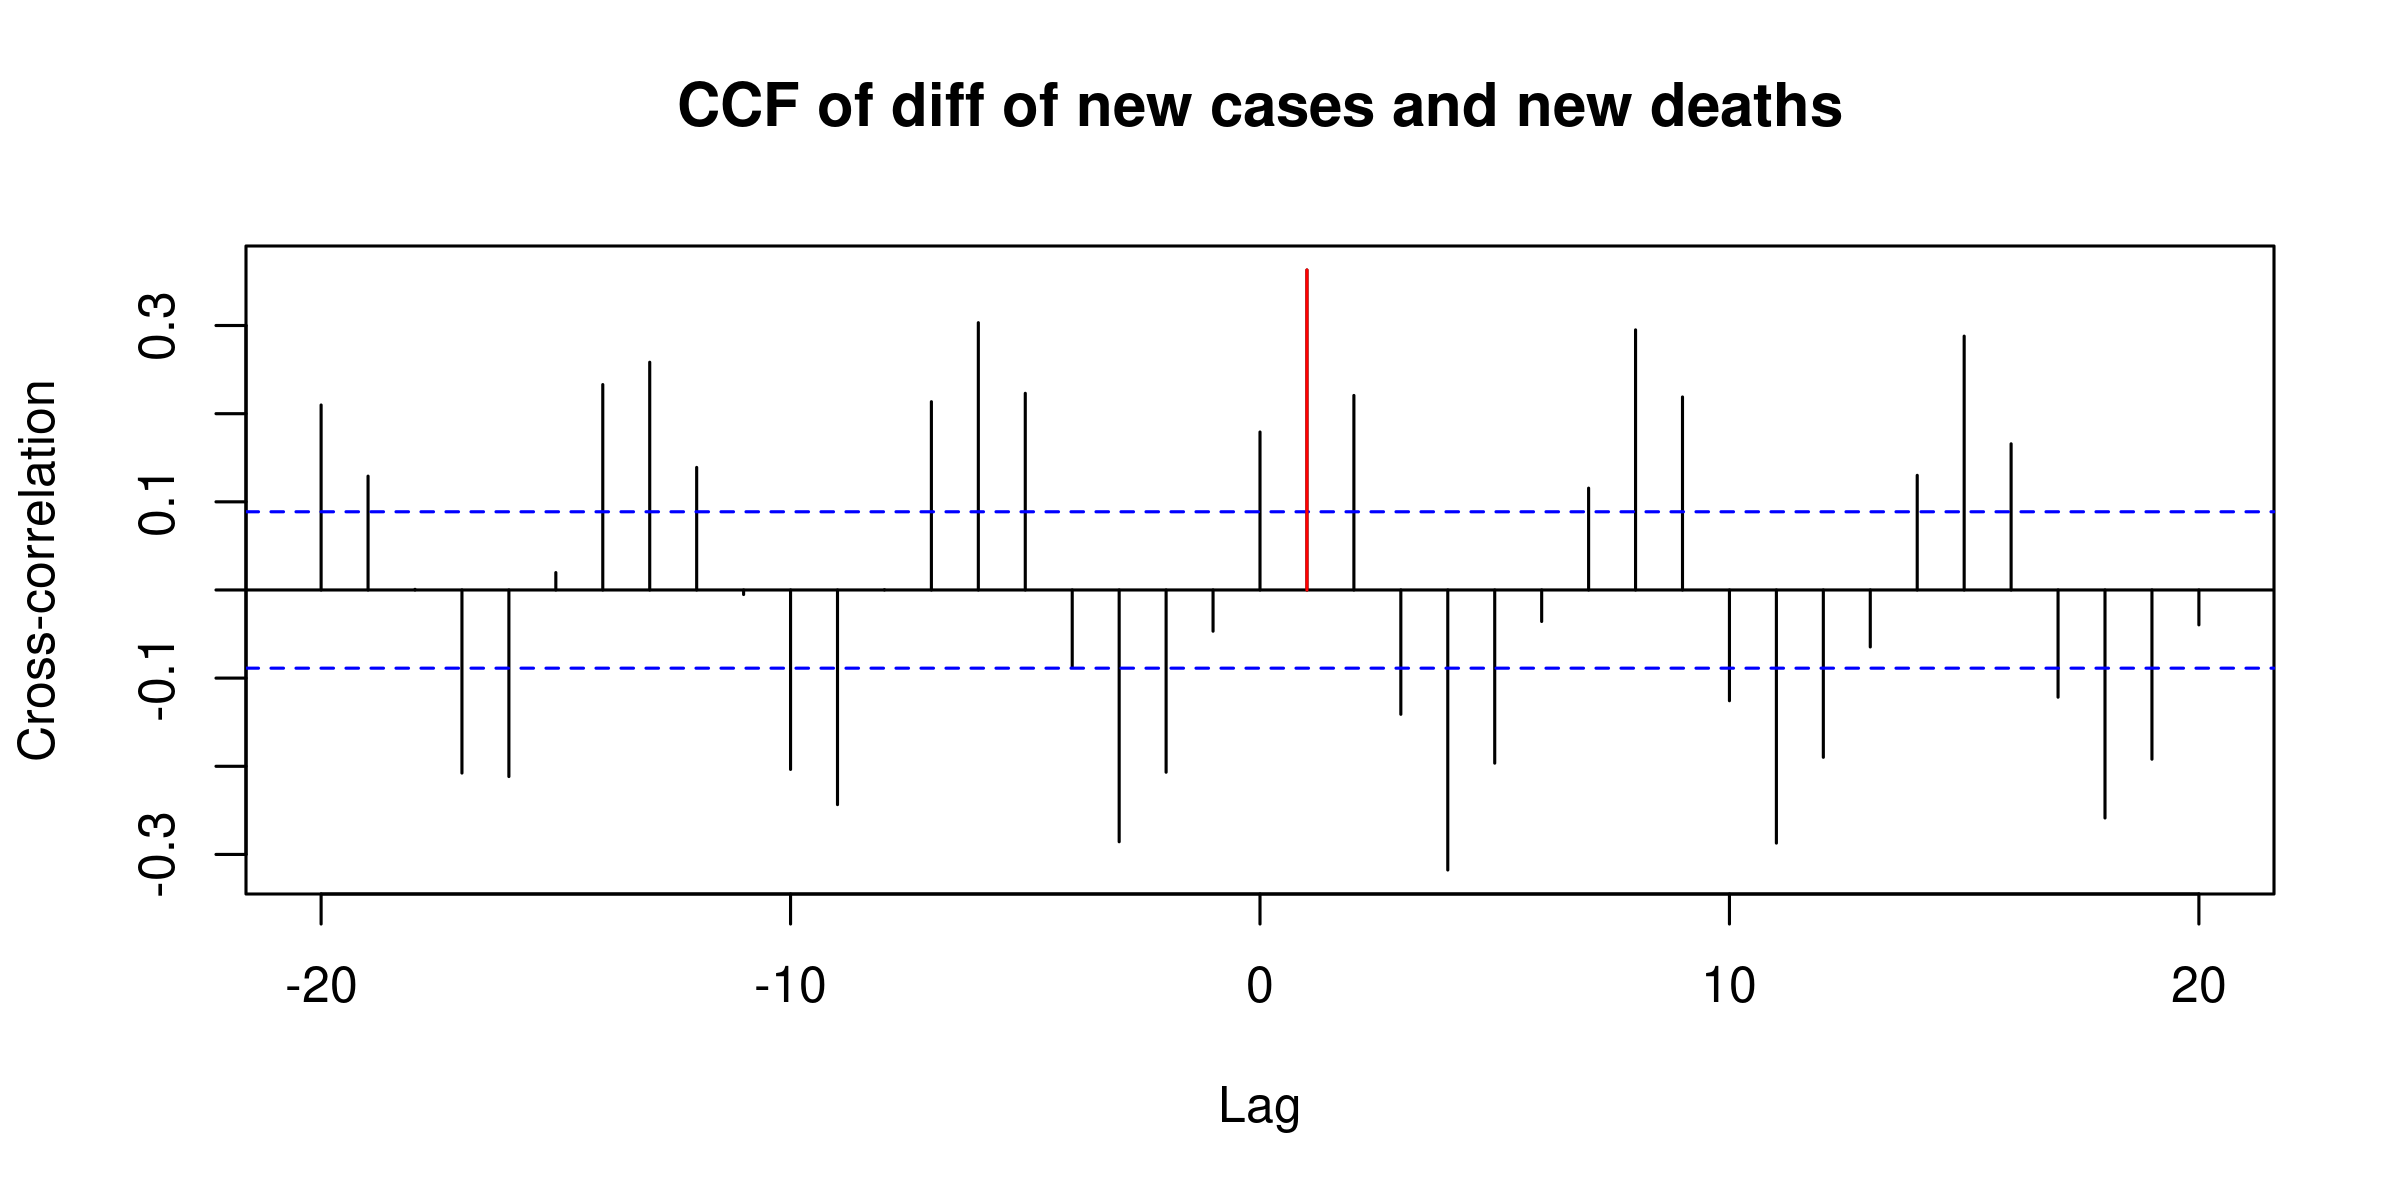 CCF of diff of new cases and new deaths
Cross-correlation
0.3
0.1
-0.1
-0.3
-20 -10 0 10 20
Lag